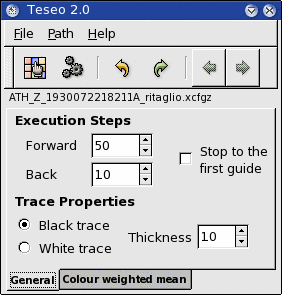 Teseo 2.0
File Path Help
ATH_Z_1930072218211A_ritaglio.xcfgz
Execution Steps
Forward 50
Stop to the
first guide
Back 10
Trace Properties
Black trace
Thickness 10
White trace
General Colour weighted mean